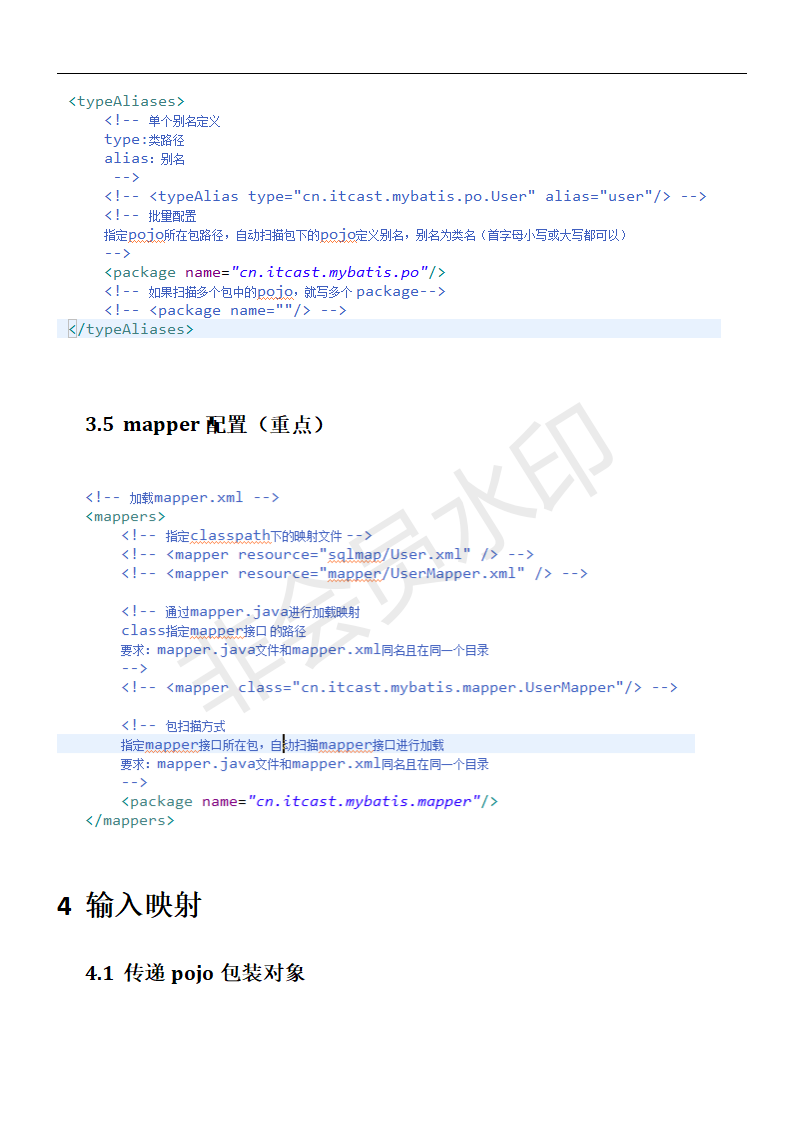 <typeAliases>
<!-- 单个别名定义
type:类路径
alias：别名
-->
<!-- <typeAlias type="cn.itcast.mybatis.po.User" alias="user"/> -->
<!-- 批量配置
指定pojo所在包路径，自动扫描包下的pojo定义别名，别名为类名（首字母小写或大写都可以）
-->
<package name="cn.itcast.mybatis.po"/>
<!-- 如果扫描多个包中的pojo，就写多个 package-->
<!-- <package name=""/> -->
</typeAliases>
3.5 mapper 配置（重点）
<!-- 加载mapper.xml -->
<mappers>
<!-- 指定classpath下的映射文件 -->
<!-- <mapper resource="sqlmap/User.xml" /> -->
<!-- <mapper resource="mapper/UserMapper.xml" /> -->
<!-- 通过mapper.java进行加载映射
class指定mapper接口 的路径
要求：mapper.java文件和mapper.xml同名且在同一个目录
-->
<!-- <mapper class="cn.itcast.mybatis.mapper.UserMapper"/> -->
<!-- 包扫描方式
指定mapper接口所在包，自动扫描mapper接口进行加载
要求：mapper.java文件和mapper.xml同名且在同一个目录
-->
<package name="cn.itcast.mybatis.mapper"/>
</mappers>
非会员水印
4 输入映射
4.1 传递 pojo 包装对象